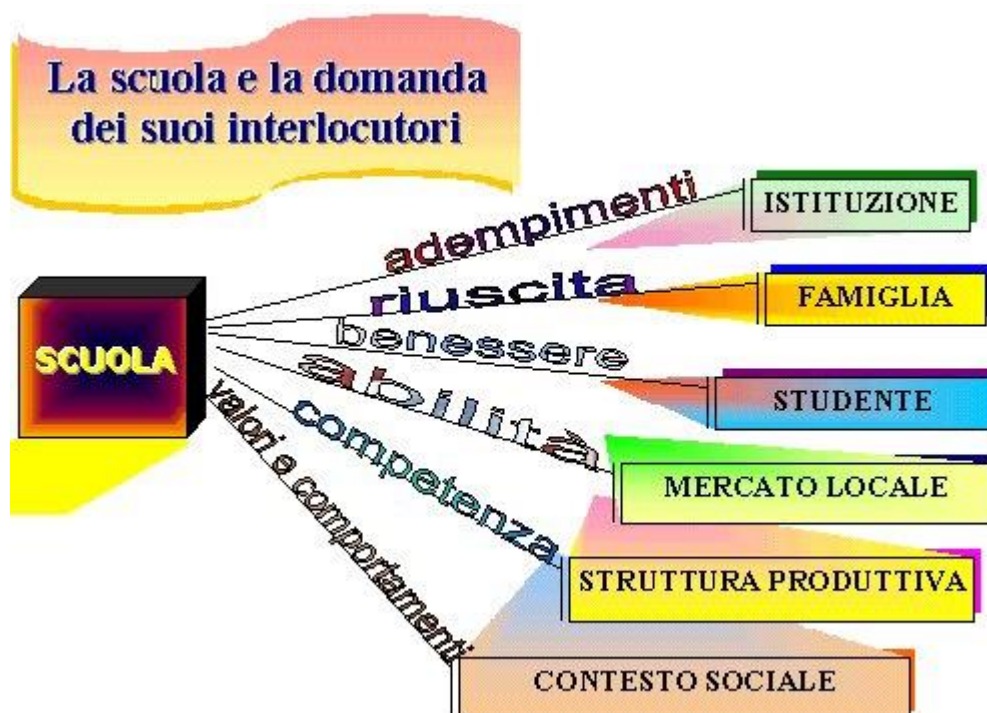 La scuola e la domanda
dei suoi interlocutori
SCUOLA
adempimenti
ISTITUZIONE
riuscita
FAMIGLIA
benessere
STUDENTE
abilità
MERCATO LOCALE
competenza
STRUTTURA PRODUTTIVA
valori e comportamenti
CONTESTO SOCIALE